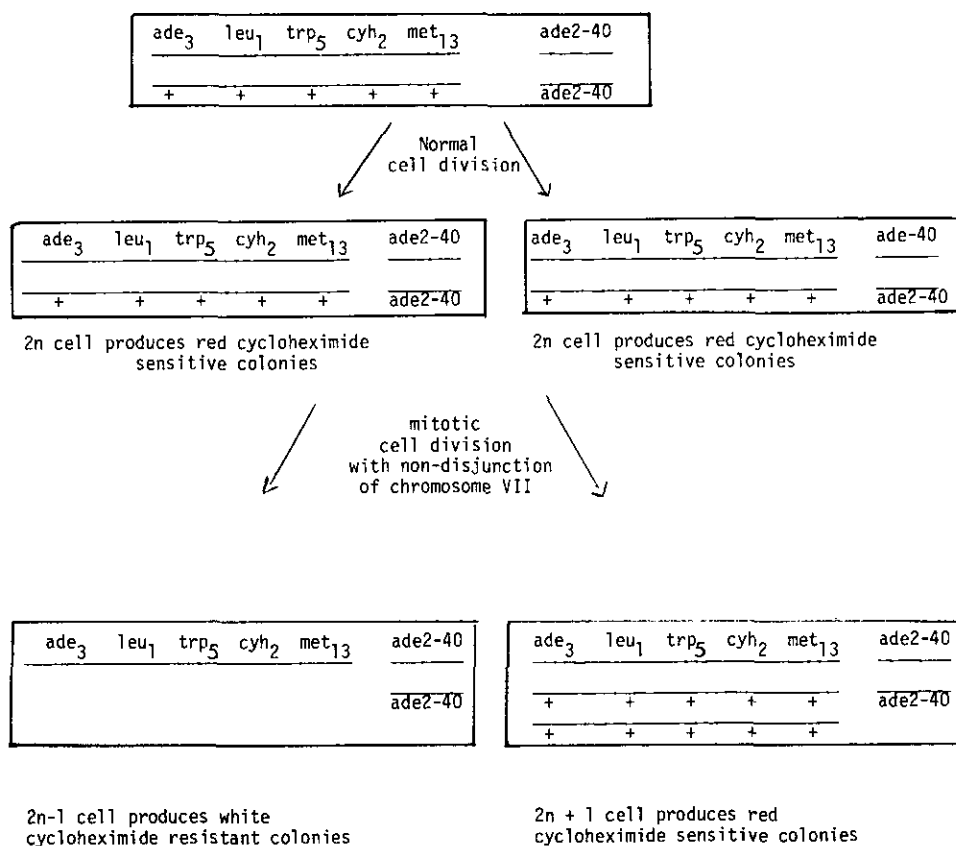 ade3 leu1 trp5 cyh2 met13 ade2-40
+ + + + + ade2-40
Normal
cell division
ade3 leu1 trp5 cyh2 met13 ade2-40
+ + + + + ade2-40
2n cell produces red cycloheximide
sensitive colonies
ade3 leu1 trp5 cyh2 met13 ade-40
+ + + + + ade2-40
2n cell produces red cycloheximide
sensitive colonies
mitotic
cell division
with non-disjunction
of chromosome VII
ade3 leu1 trp5 cyh2 met13 ade2-40
ade2-40
2n-1 cell produces white
cycloheximide resistant colonies
ade3 leu1 trp5 cyh2 met13 ade2-40
+ + + + + ade2-40
+ + + + +
2n + 1 cell produces red
cycloheximide sensitive colonies